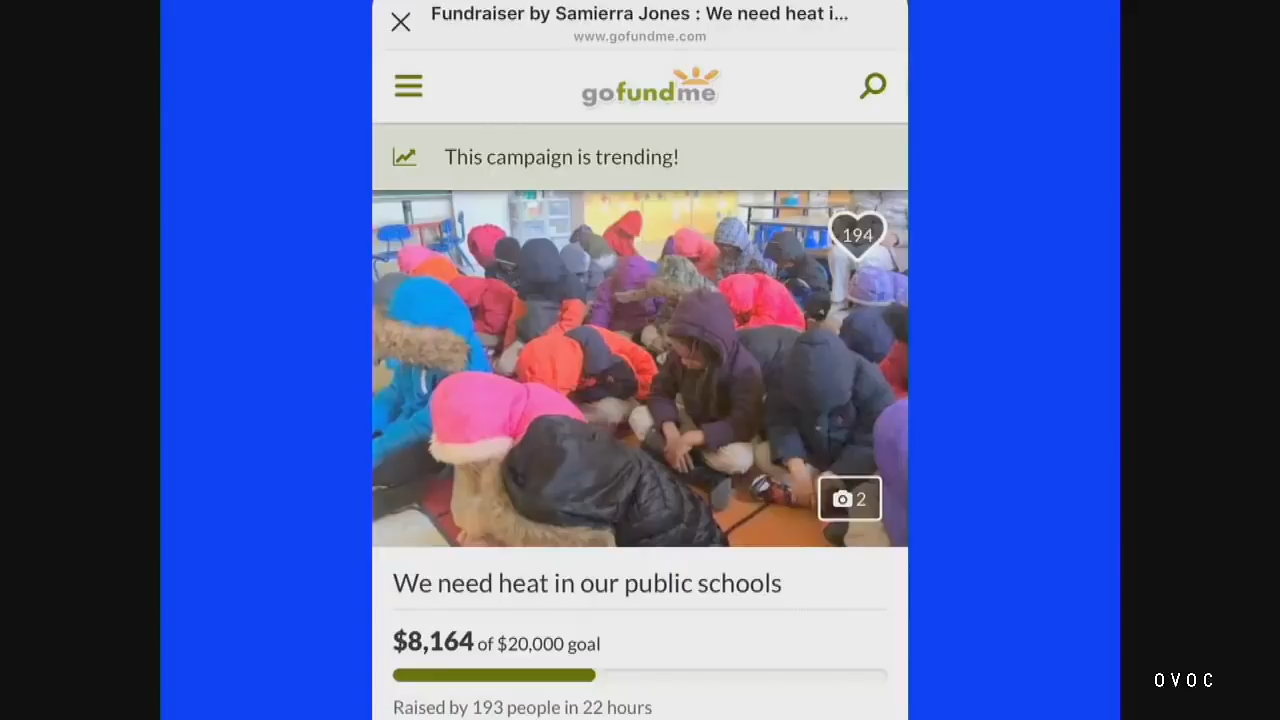 Fundraiser by Samierra Jones : We need heat i...
www.gofundme.com
gofundme
This campaign is trending!
194
2
We need heat in our public schools
$8,164 of $20,000 goal
Raised by 193 people in 22 hours
OVOC